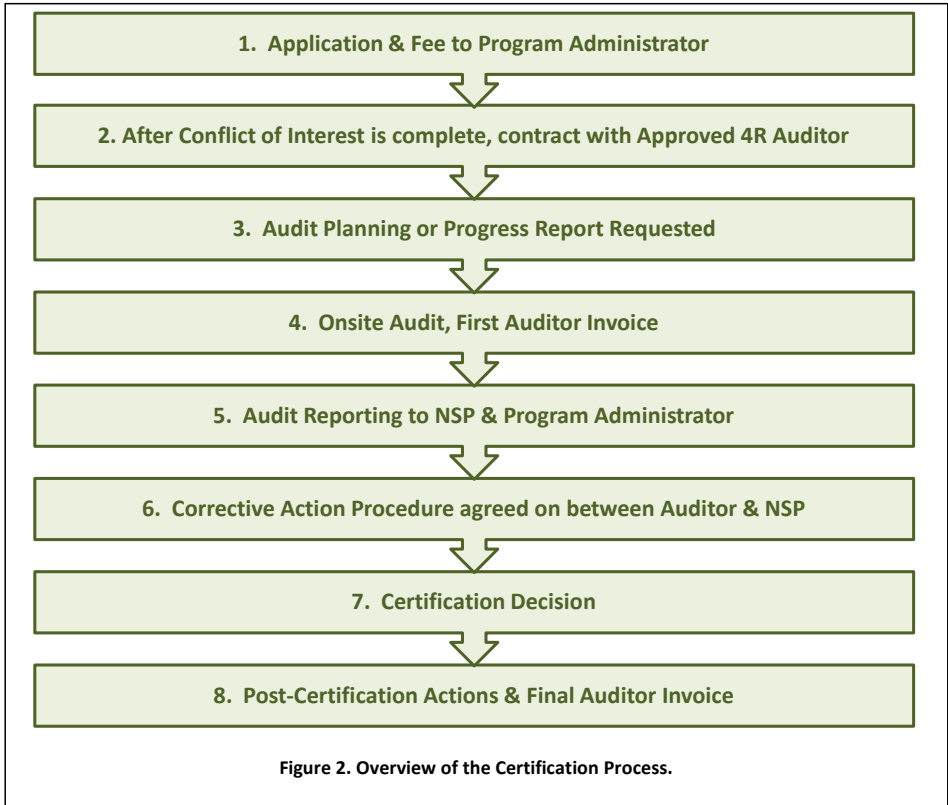 1. Application & Fee to Program Administrator
2. After Conflict of Interest is complete, contract with Approved 4R Auditor
3. Audit Planning or Progress Report Requested
4. Onsite Audit, First Auditor Invoice
5. Audit Reporting to NSP & Program Administrator
6. Corrective Action Procedure agreed on between Auditor & NSP
7. Certification Decision
8. Post-Certification Actions & Final Auditor Invoice
Figure 2. Overview of the Certification Process.